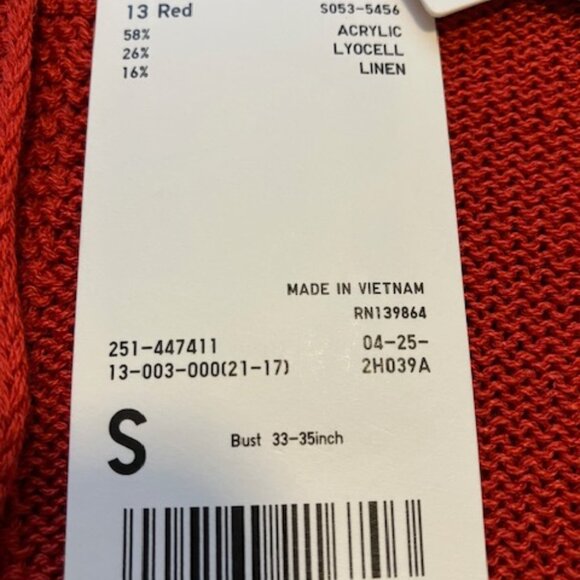 13 Red S053-5456
58% ACRYLIC
26% LYOCELL
16% LINEN
MADE IN VIETNAM
RN139864
251-447411 04-25-
13-003-000(21-17) 2H039A
S Bust 33-35inch